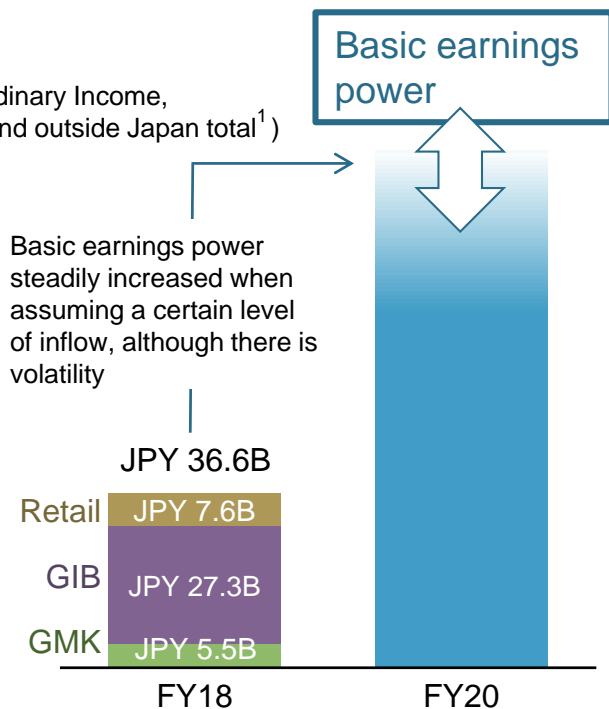 Basic earnings
power
dinary Income,
nd outside Japan total1)
Basic earnings power
steadily increased when
assuming a certain level
of inflow, although there is
volatility
JPY 36.6B
Retail JPY 7.6B
GIB JPY 27.3B
GMK JPY 5.5B
FY18 FY20